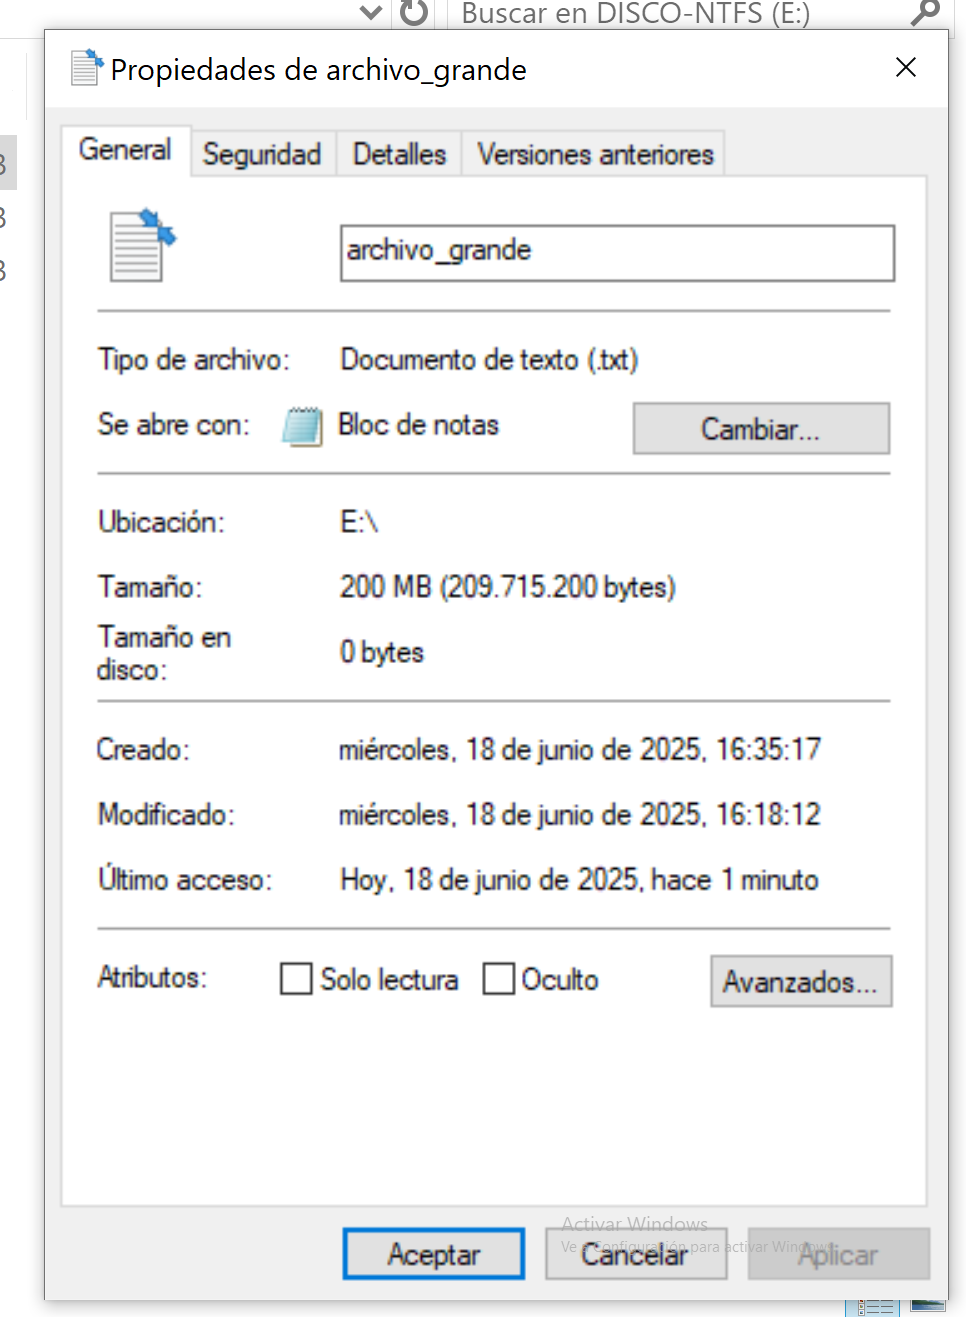 Buscar en DISCO-NTFS (E:)
Propiedades de archivo_grande
General Seguridad Detalles Versiones anteriores
archivo_grande
Tipo de archivo: Documento de texto (.txt)
Se abre con: Bloc de notas Cambiar...
Ubicación: E:\
Tamaño: 200 MB (209.715.200 bytes)
Tamaño en
disco: 0 bytes
Creado: miércoles, 18 de junio de 2025, 16:35:17
Modificado: miércoles, 18 de junio de 2025, 16:18:12
Último acceso: Hoy, 18 de junio de 2025, hace 1 minuto
Atributos: Solo lectura Oculto Avanzados...
Activar Windows
Ve a Configuración para activar Windows.
Aceptar Cancelar Aplicar